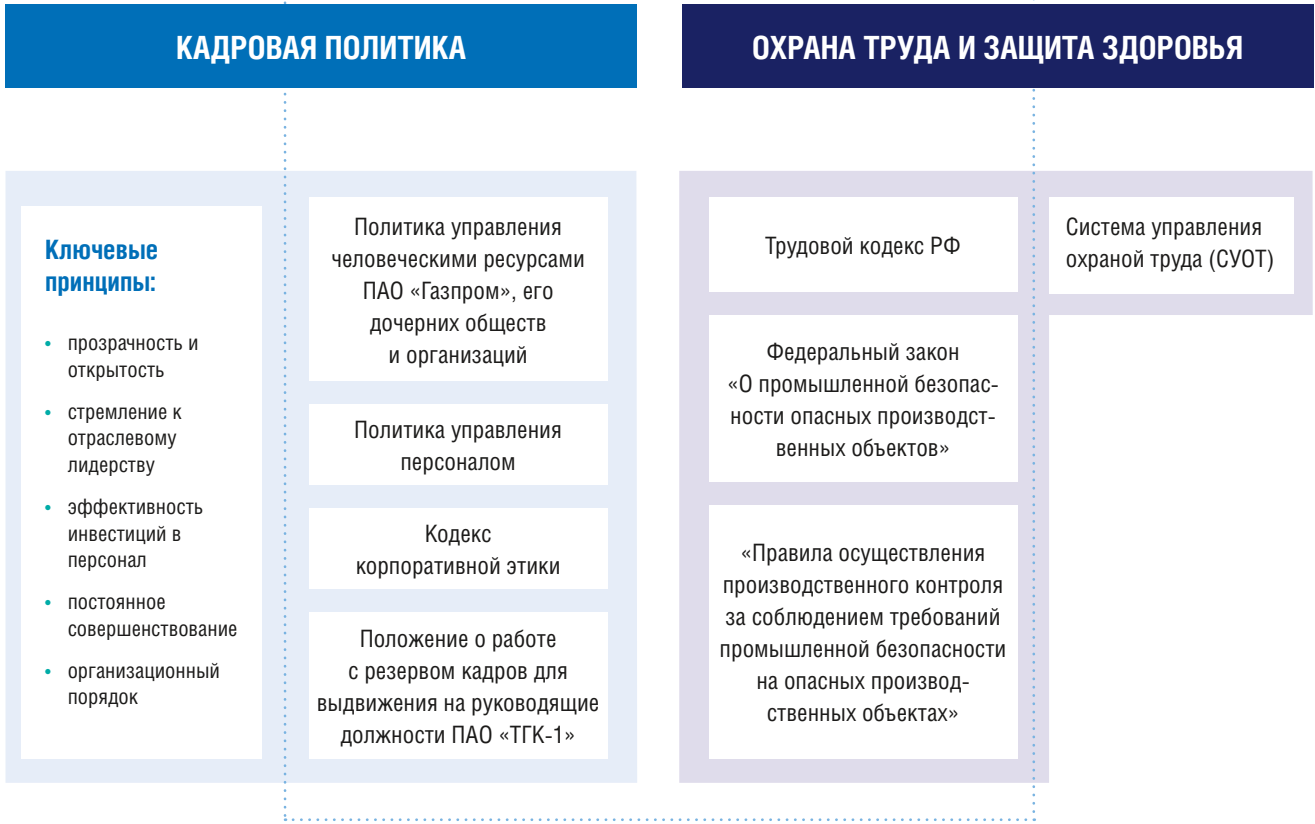 КАДРОВАЯ ПОЛИТИКА
Ключевые
принципы:
• прозрачность и
открытость
• стремление к
отраслевому
лидерству
• эффективность
инвестиций в
персонал
• постоянное
совершенствование
• организационный
порядок
Политика управления
человеческими ресурсами
ПАО «Газпром», его
дочерних обществ
и организаций
Политика управления
персоналом
Кодекс
корпоративной этики
Положение о работе
с резервом кадров для
выдвижения на руководящие
должности ПАО «ТГК-1»
ОХРАНА ТРУДА И ЗАЩИТА ЗДОРОВЬЯ
Трудовой кодекс РФ
Федеральный закон
«О промышленной безопас-
ности опасных производст-
венных объектов»
«Правила осуществления
производственного контроля
за соблюдением требований
промышленной безопасности
на опасных производ-
ственных объектах»
Система управления
охраной труда (СУОТ)